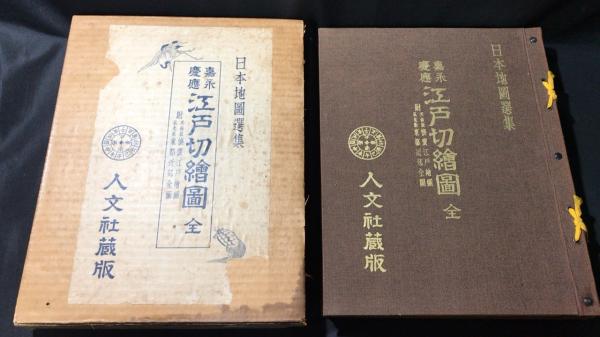 日本地圖選集
嘉永
慶應
江戸切繪圖 全
附
人文社蔵版
日本地圖選集
嘉永
慶應
江戸切繪圖 全
附
人文社蔵版